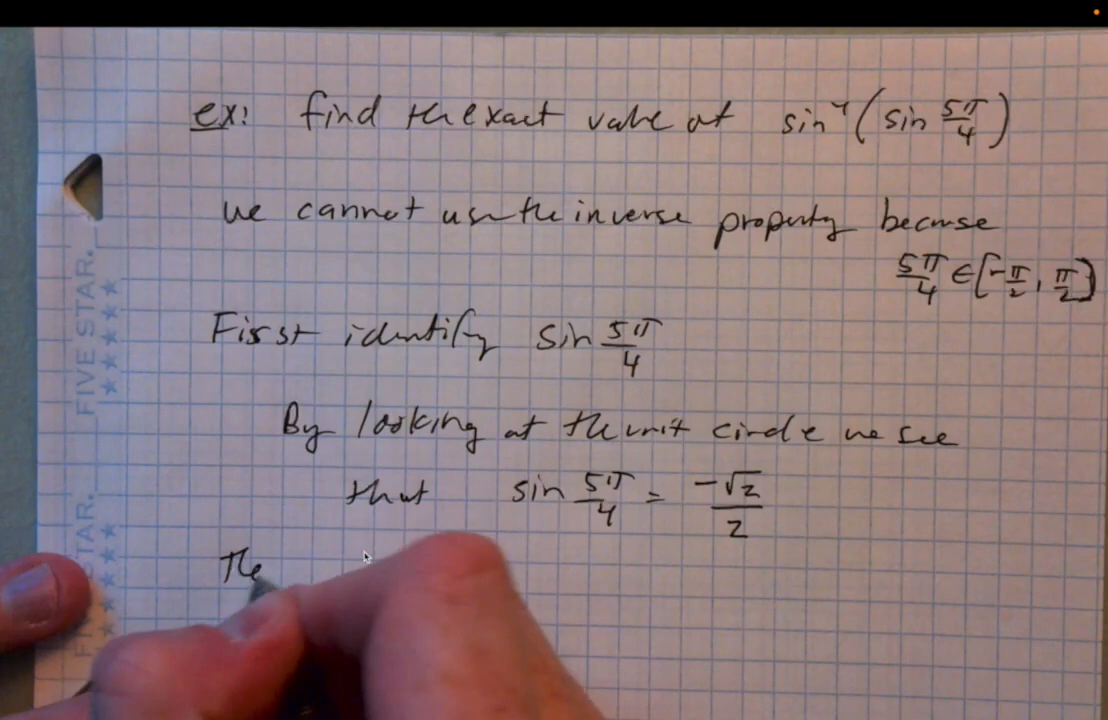 ex: find the exact value of sin⁻¹(sin 5π/4)
we cannot use the inverse property because
5π/4 ∈ [-π/2, π/2]
First identify sin 5π/4
By looking at the unit circle we see
that sin 5π/4 = -√2/2
The
FIVE STAR.
FIVE STAR.